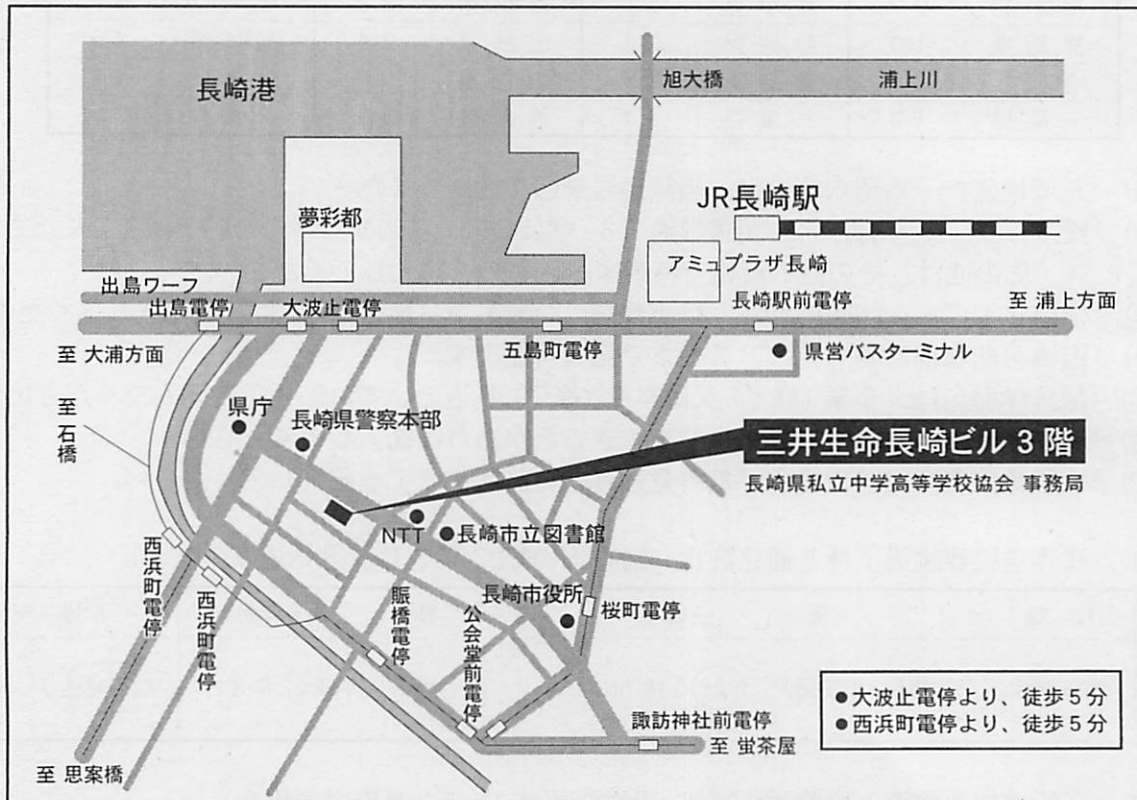 長崎港
旭大橋
浦上川
JR長崎駅
夢彩都
アミュプラザ長崎
出島ワーフ
出島電停
大波止電停
長崎駅前電停
至 浦上方面
至 大浦方面
五島町電停
県営バスターミナル
至 石橋
県庁
長崎県警察本部
三井生命長崎ビル 3 階
長崎県私立中学高等学校協会 事務局
NTT
長崎市立図書館
西浜町電停
西浜町電停
長崎市役所
桜町電停
賑橋電停
公会堂前電停
諏訪神社前電停
至 蛍茶屋
至 思案橋
●大波止電停より、徒歩 5 分
●西浜町電停より、徒歩 5 分